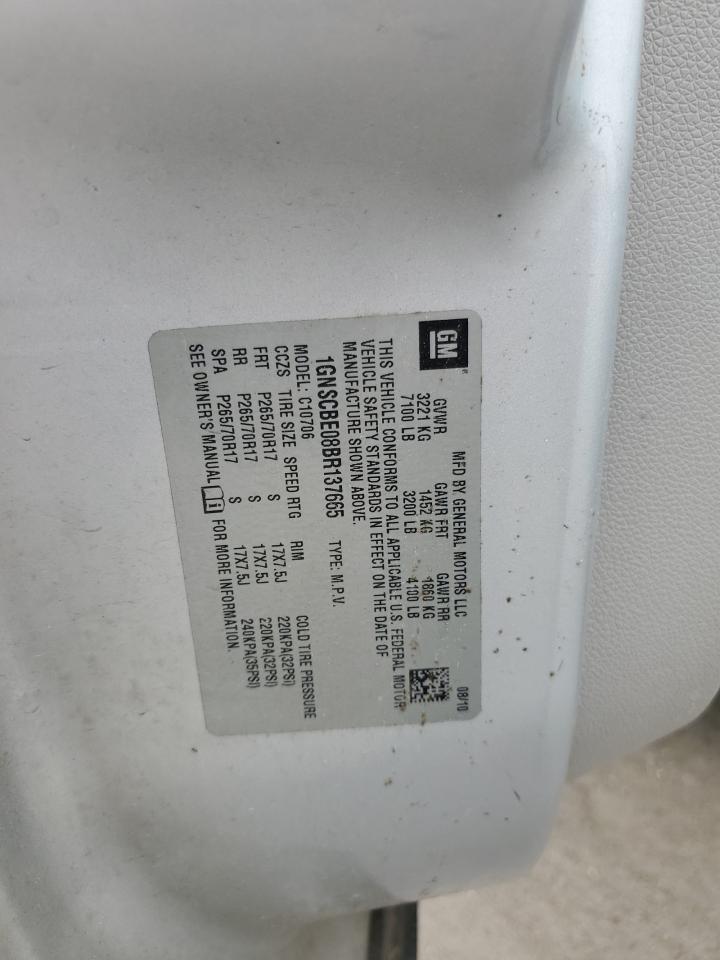 GM
MFD BY GENERAL MOTORS LLC 08/10
GVWR GAWR FRT GAWR RR
3221 KG 1452 KG 1860 KG
7100 LB 3200 LB 4100 LB
THIS VEHICLE CONFORMS TO ALL APPLICABLE U.S. FEDERAL MOTOR
VEHICLE SAFETY STANDARDS IN EFFECT ON THE DATE OF
MANUFACTURE SHOWN ABOVE.
1GNSCBE08BR137665 TYPE: M.P.V.
MODEL: C10706
CCZS TIRE SIZE SPEED RTG RIM COLD TIRE PRESSURE
FRT P265/70R17 S 17X7.5J 220KPA(32PSI)
RR P265/70R17 S 17X7.5J 220KPA(32PSI)
SPA P265/70R17 S 17X7.5J 240KPA(35PSI)
SEE OWNER'S MANUAL FOR MORE INFORMATION.